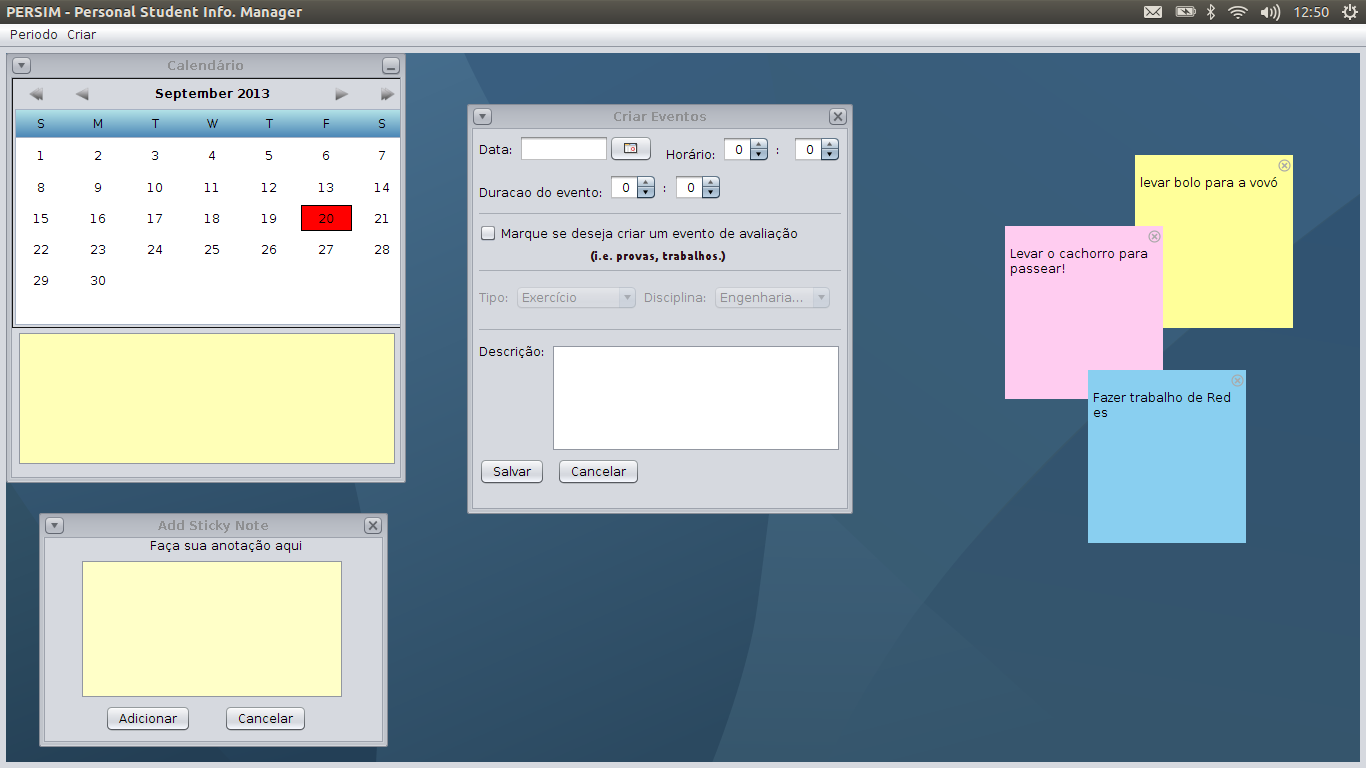 PERSIM - Personal Student Info. Manager
12:50
Periodo Criar
Calendário
September 2013
S M T W T F S
1 2 3 4 5 6 7
8 9 10 11 12 13 14
15 16 17 18 19 20 21
22 23 24 25 26 27 28
29 30
Add Sticky Note
Faça sua anotação aqui
Adicionar Cancelar
Criar Eventos
Data: Horário: 0 : 0
Duracao do evento: 0 : 0
Marque se deseja criar um evento de avaliação
(i.e. provas, trabalhos.)
Tipo: Exercício Disciplina: Engenharia...
Descrição:
Salvar Cancelar
levar bolo para a vovó
Levar o cachorro para
passear!
Fazer trabalho de Red
es